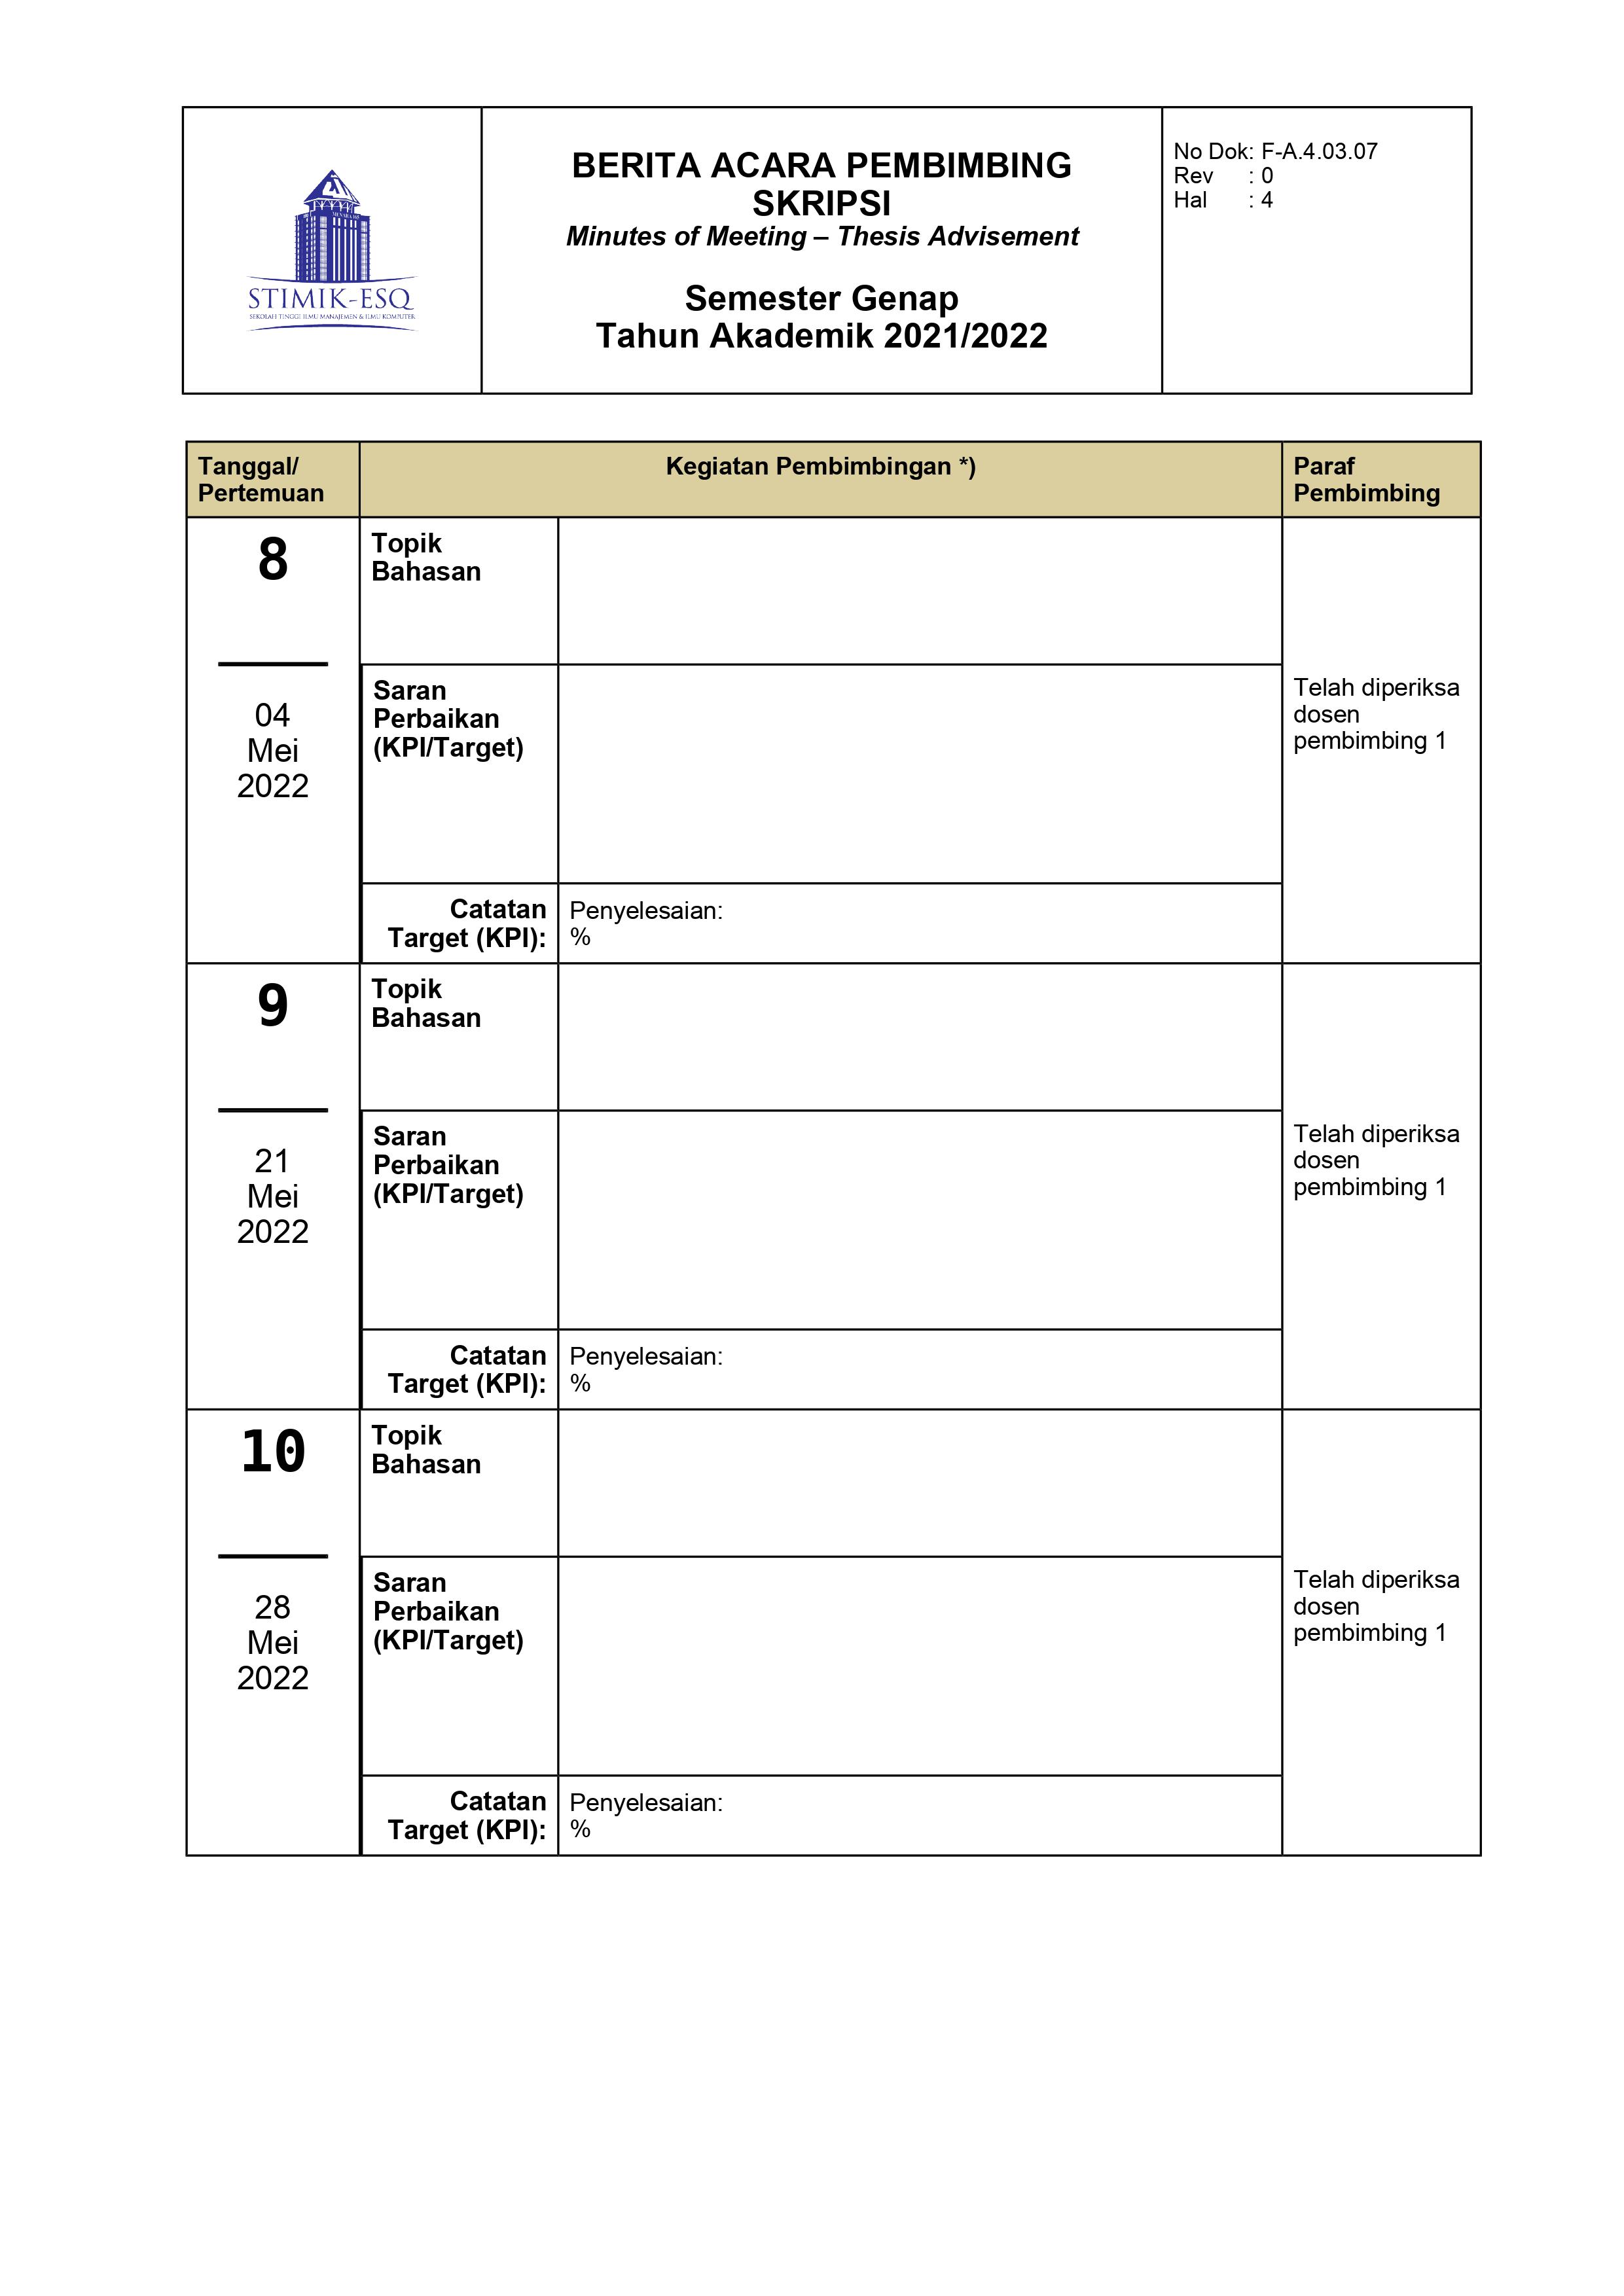 STIMIK-ESQ
SEKOLAH TINGGI ILMU MANAJEMEN & ILMU KOMPUTER
BERITA ACARA PEMBIMBING
SKRIPSI
Minutes of Meeting – Thesis Advisement
Semester Genap
Tahun Akademik 2021/2022
No Dok: F-A.4.03.07
Rev : 0
Hal : 4
Tanggal/
Pertemuan
Kegiatan Pembimbingan *)
Paraf
Pembimbing
8
04
Mei
2022
Topik
Bahasan
Saran
Perbaikan
(KPI/Target)
Catatan
Target (KPI):
Penyelesaian:
%
Telah diperiksa
dosen
pembimbing 1
9
21
Mei
2022
Topik
Bahasan
Saran
Perbaikan
(KPI/Target)
Catatan
Target (KPI):
Penyelesaian:
%
Telah diperiksa
dosen
pembimbing 1
10
28
Mei
2022
Topik
Bahasan
Saran
Perbaikan
(KPI/Target)
Catatan
Target (KPI):
Penyelesaian:
%
Telah diperiksa
dosen
pembimbing 1